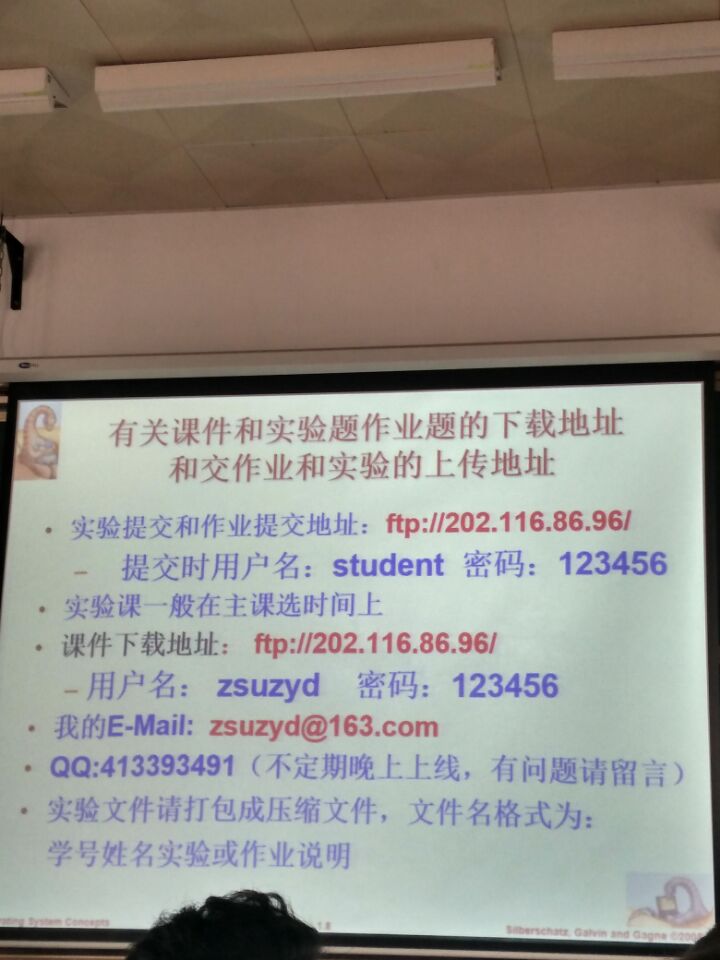 有关课件和实验题作业题的下载地址
和交作业和实验的上传地址
• 实验提交和作业提交地址：ftp://202.116.86.96/
– 提交时用户名：student 密码：123456
• 实验课一般在主课选时间上
• 课件下载地址： ftp://202.116.86.96/
– 用户名： zsuzyd 密码：123456
• 我的E-Mail: zsuzyd@163.com
• QQ:413393491（不定期晚上上线，有问题请留言）
• 实验文件请打包成压缩文件，文件名格式为：
学号姓名实验或作业说明
rating System Concepts
1.8
Silberschatz, Galvin and Gagne ©2005